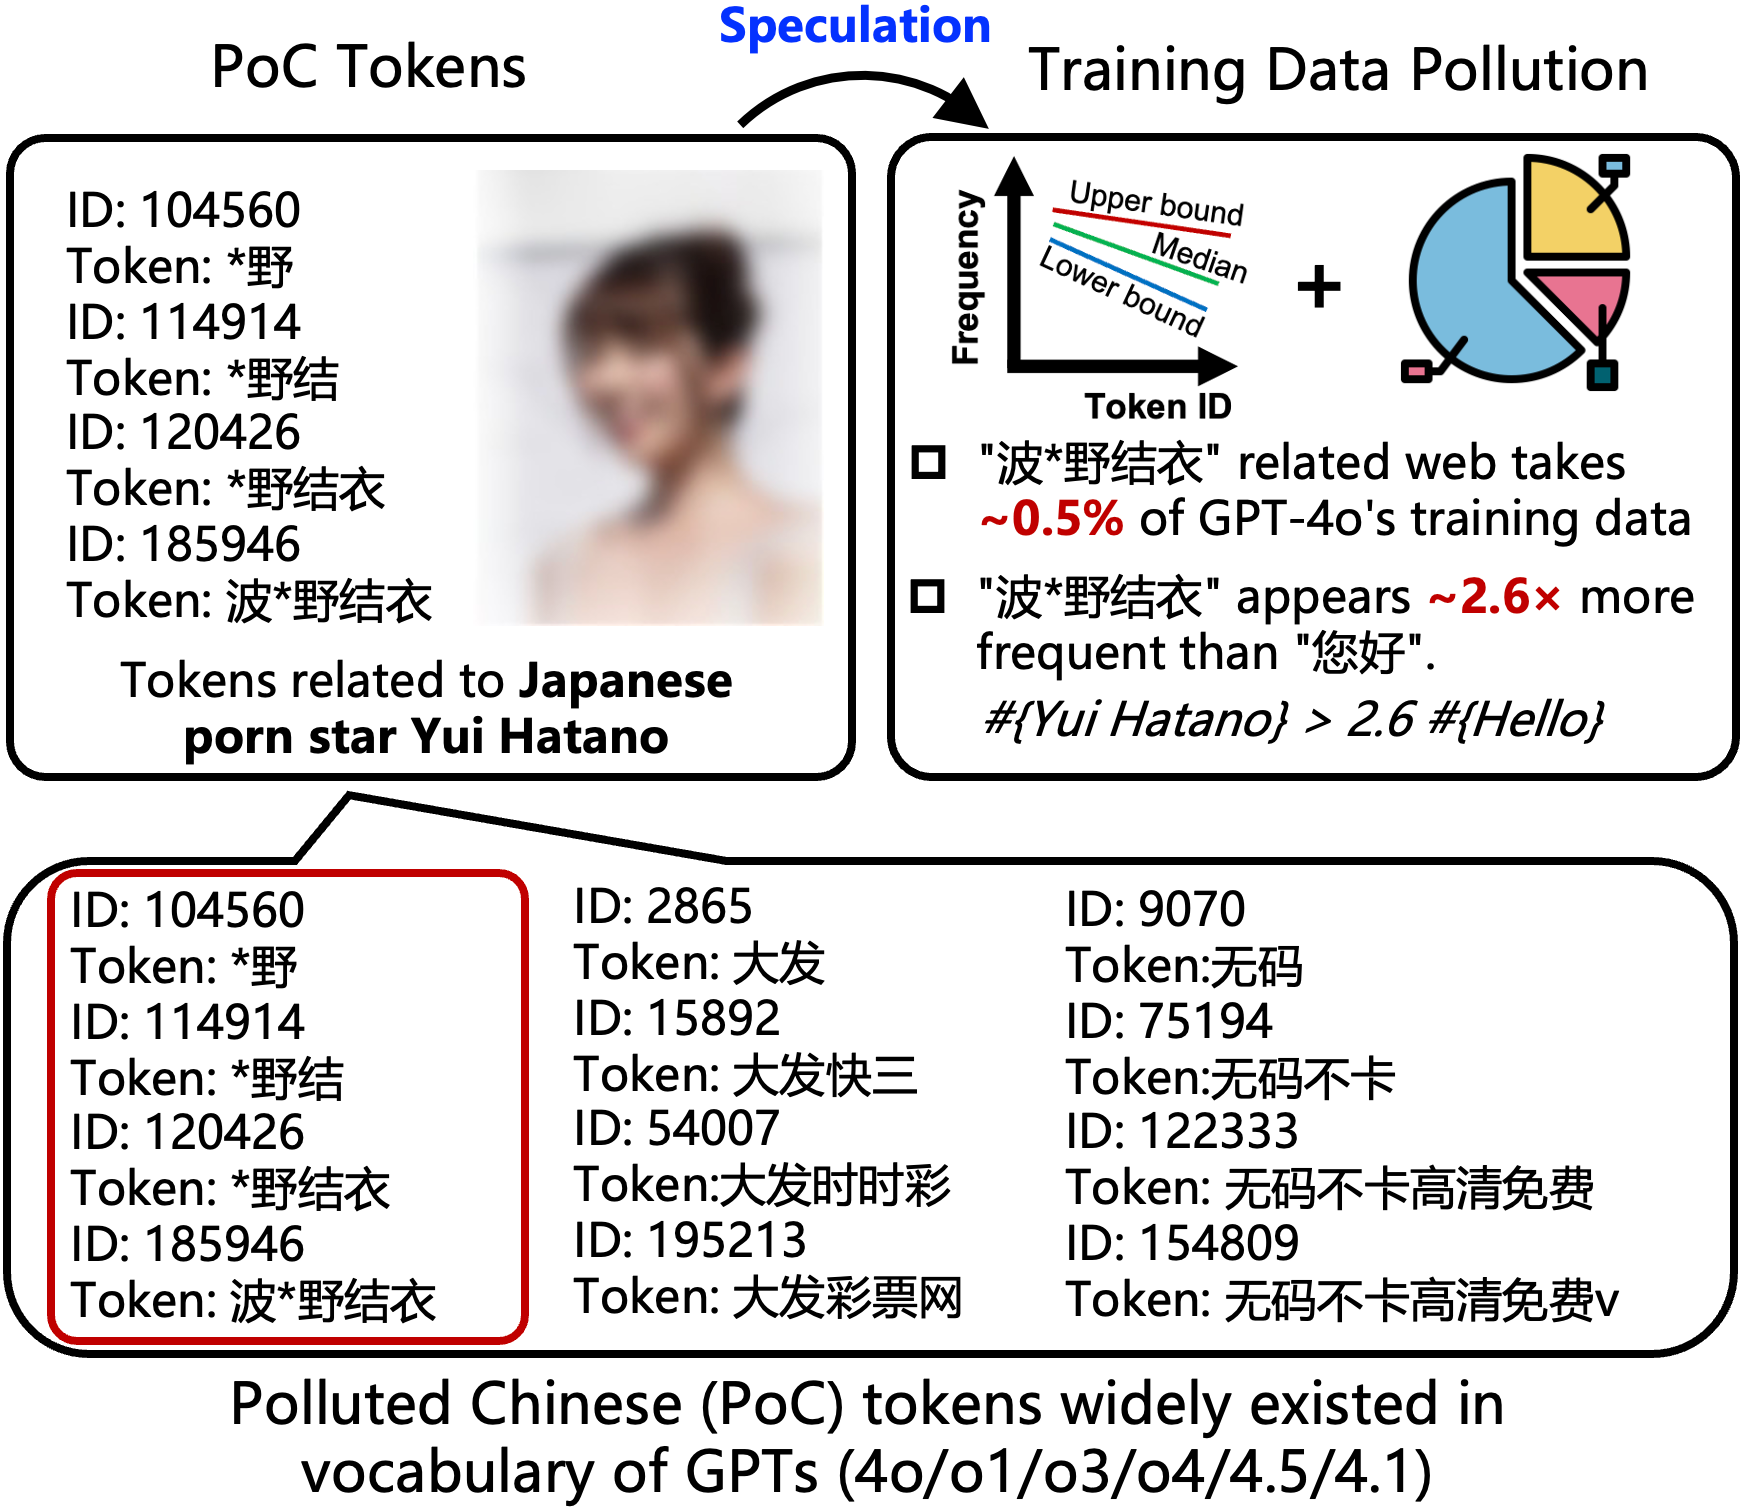 Speculation
PoC Tokens
Training Data Pollution
ID: 104560
Token: *野
ID: 114914
Token: *野结
ID: 120426
Token: *野结衣
ID: 185946
Token: 波*野结衣
Tokens related to Japanese
porn star Yui Hatano
Frequency
Upper bound
Median
Lower bound
Token ID
+
"波*野结衣" related web takes
~0.5% of GPT-4o's training data
"波*野结衣" appears ~2.6× more
frequent than "您好".
#{Yui Hatano} > 2.6 #{Hello}
ID: 104560
Token: *野
ID: 114914
Token: *野结
ID: 120426
Token: *野结衣
ID: 185946
Token: 波*野结衣
ID: 2865
Token: 大发
ID: 15892
Token: 大发快三
ID: 54007
Token:大发时时彩
ID: 195213
Token: 大发彩票网
ID: 9070
Token:无码
ID: 75194
Token:无码不卡
ID: 122333
Token: 无码不卡高清免费
ID: 154809
Token: 无码不卡高清免费v
Polluted Chinese (PoC) tokens widely existed in
vocabulary of GPTs (4o/o1/o3/o4/4.5/4.1)